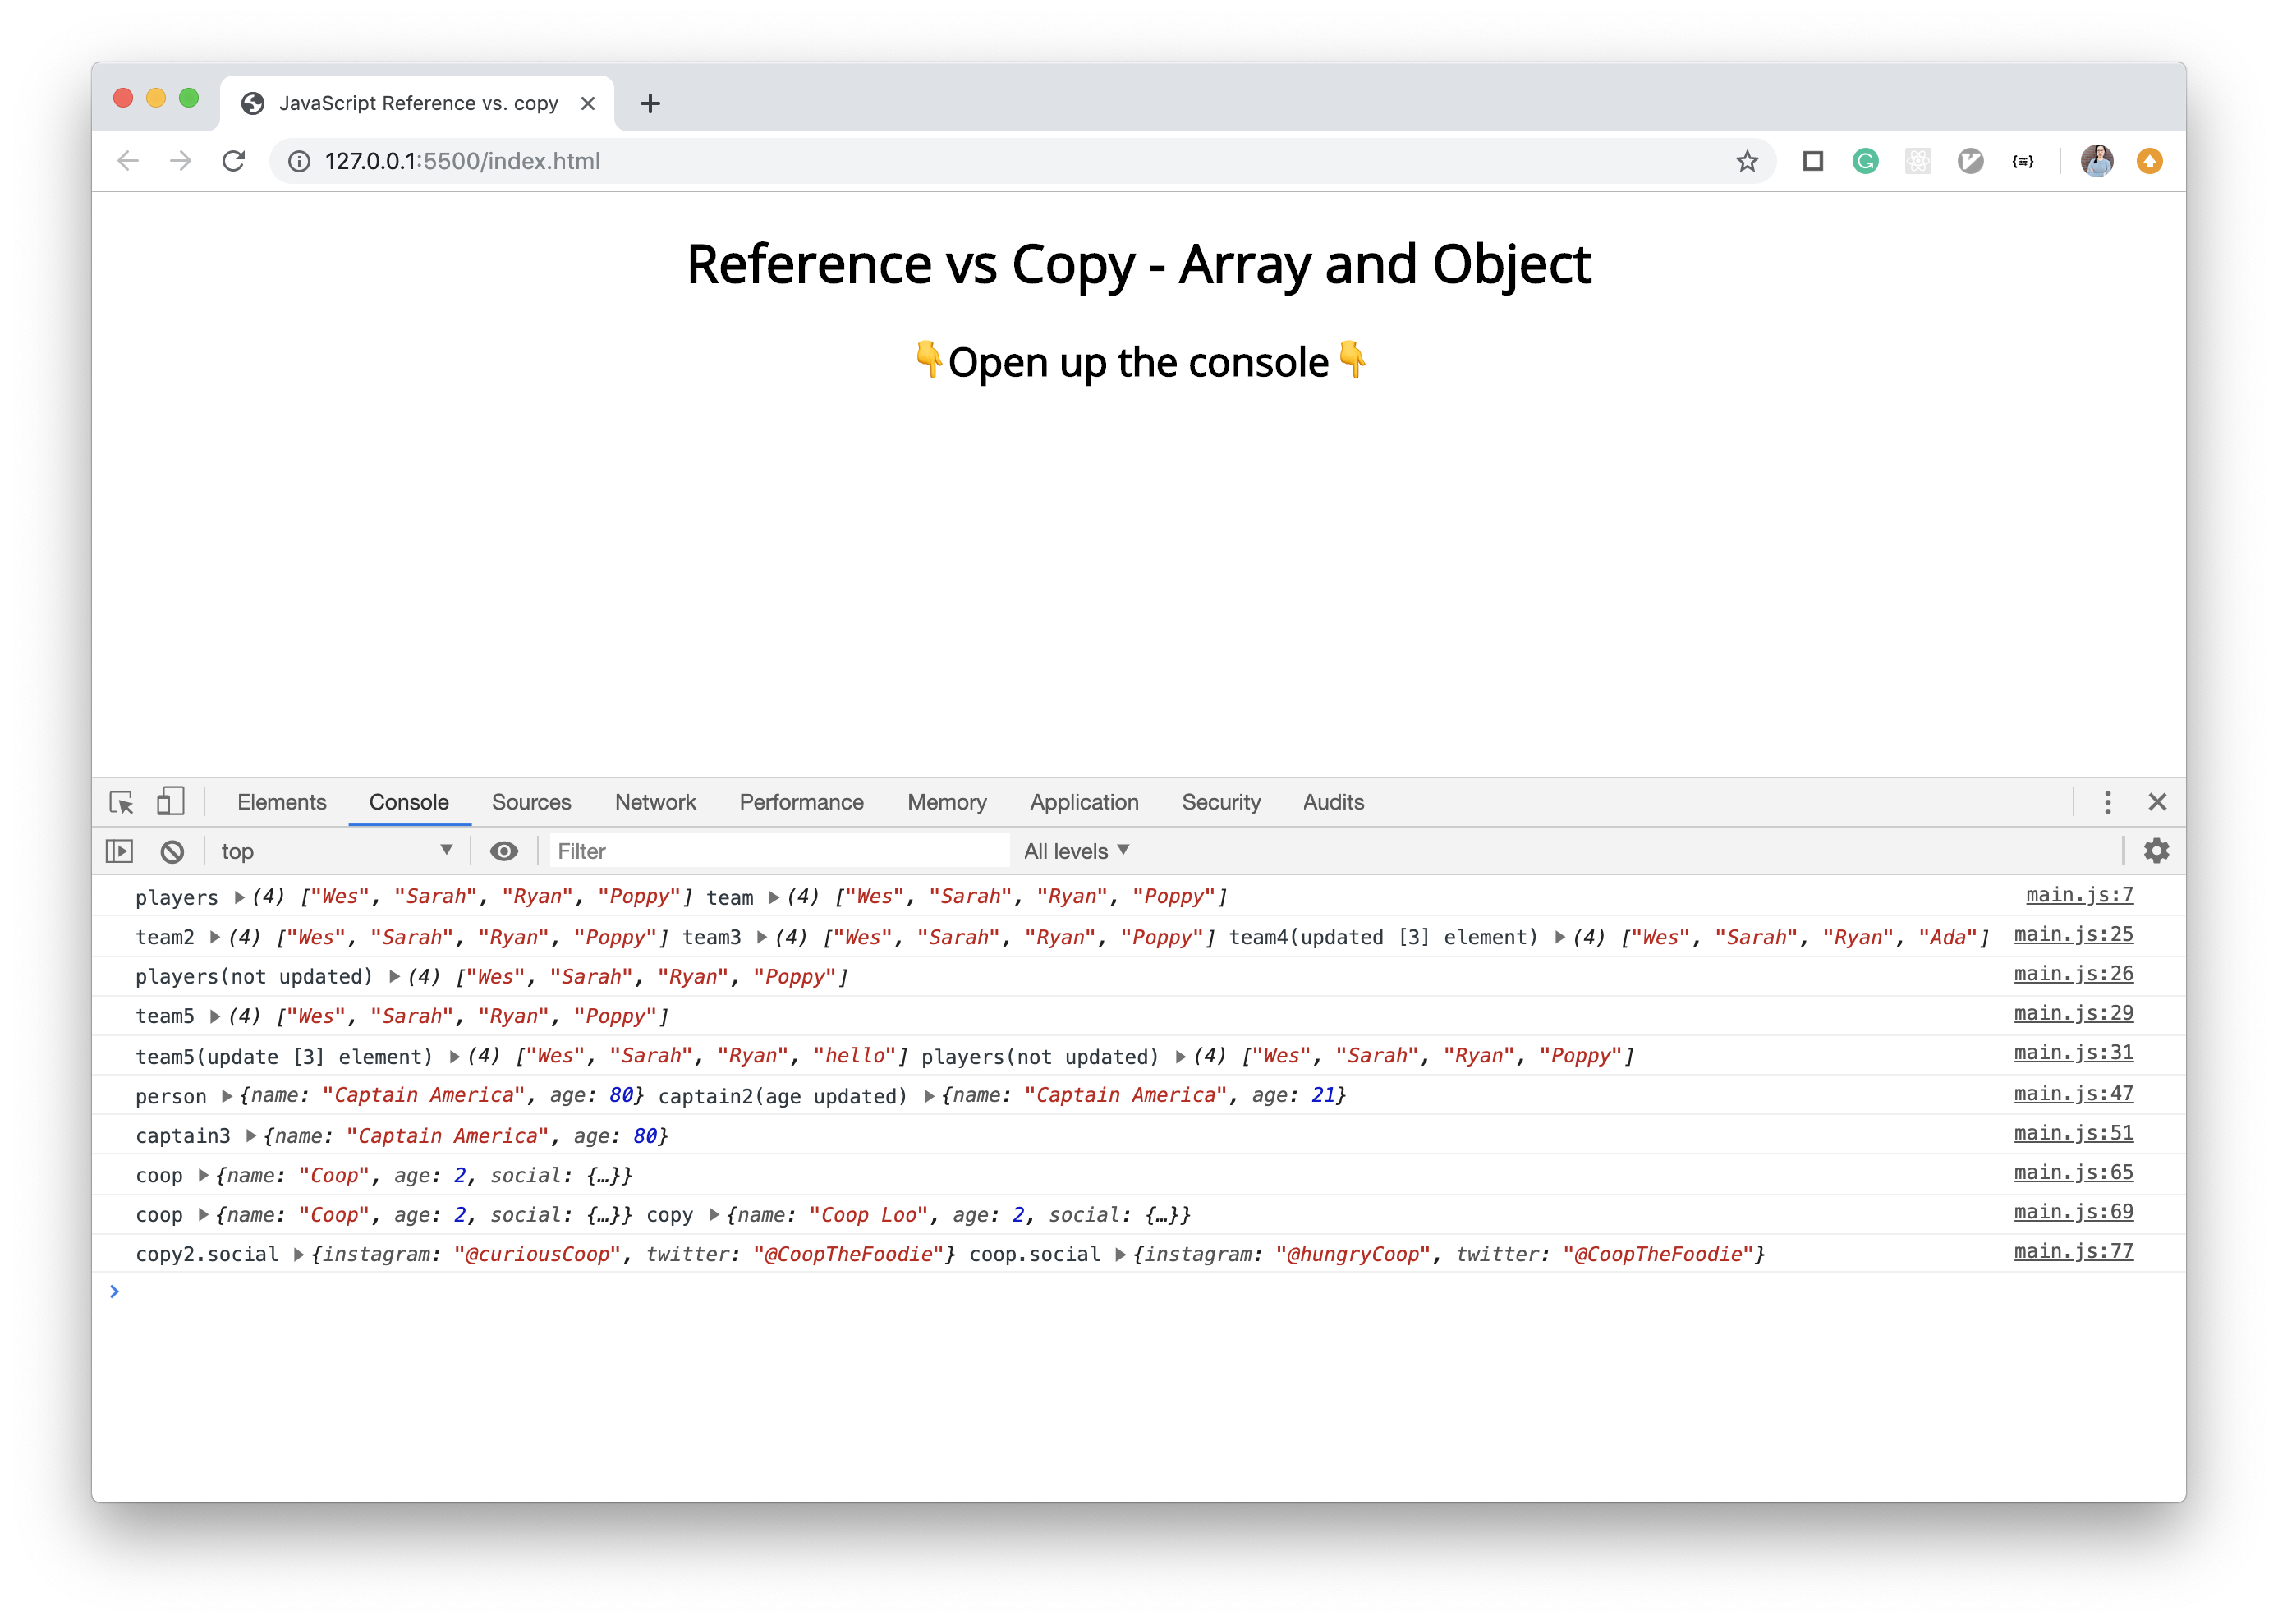 JavaScript Reference vs. copy
127.0.0.1:5500/index.html
Reference vs Copy - Array and Object
👇Open up the console👇
Elements Console Sources Network Performance Memory Application Security Audits
top Filter All levels
players (4) ["Wes", "Sarah", "Ryan", "Poppy"] team (4) ["Wes", "Sarah", "Ryan", "Poppy"] main.js:7
team2 (4) ["Wes", "Sarah", "Ryan", "Poppy"] team3 (4) ["Wes", "Sarah", "Ryan", "Poppy"] team4(updated [3] element) (4) ["Wes", "Sarah", "Ryan", "Ada"] main.js:25
players(not updated) (4) ["Wes", "Sarah", "Ryan", "Poppy"] main.js:26
team5 (4) ["Wes", "Sarah", "Ryan", "Poppy"] main.js:29
team5(update [3] element) (4) ["Wes", "Sarah", "Ryan", "hello"] players(not updated) (4) ["Wes", "Sarah", "Ryan", "Poppy"] main.js:31
person {name: "Captain America", age: 80} captain2(age updated) {name: "Captain America", age: 21} main.js:47
captain3 {name: "Captain America", age: 80} main.js:51
coop {name: "Coop", age: 2, social: {…}} main.js:65
coop {name: "Coop", age: 2, social: {…}} copy {name: "Coop Loo", age: 2, social: {…}} main.js:69
copy2.social {instagram: "@curiousCoop", twitter: "@CoopTheFoodie"} coop.social {instagram: "@hungryCoop", twitter: "@CoopTheFoodie"} main.js:77